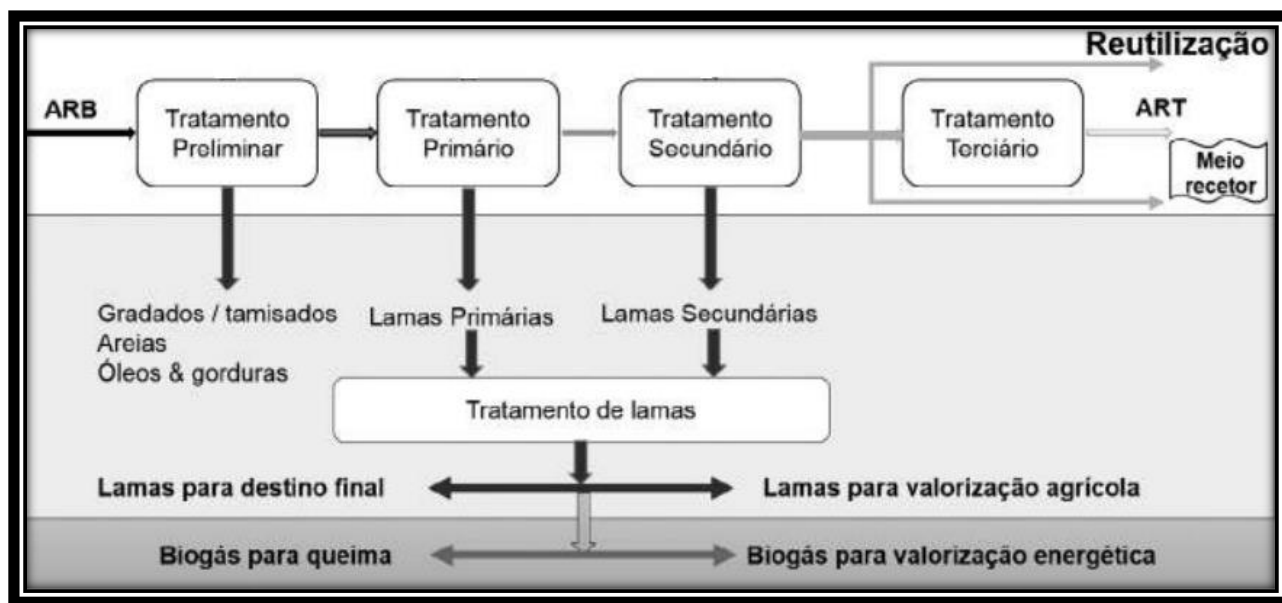 Reutilização
ARB
Tratamento
Preliminar
Tratamento
Primário
Tratamento
Secundário
Tratamento
Terciário
ART
Meio
recetor
Gradados / tamisados
Areias
Óleos & gorduras
Lamas Primárias
Lamas Secundárias
Tratamento de lamas
Lamas para destino final
Lamas para valorização agrícola
Biogás para queima
Biogás para valorização energética